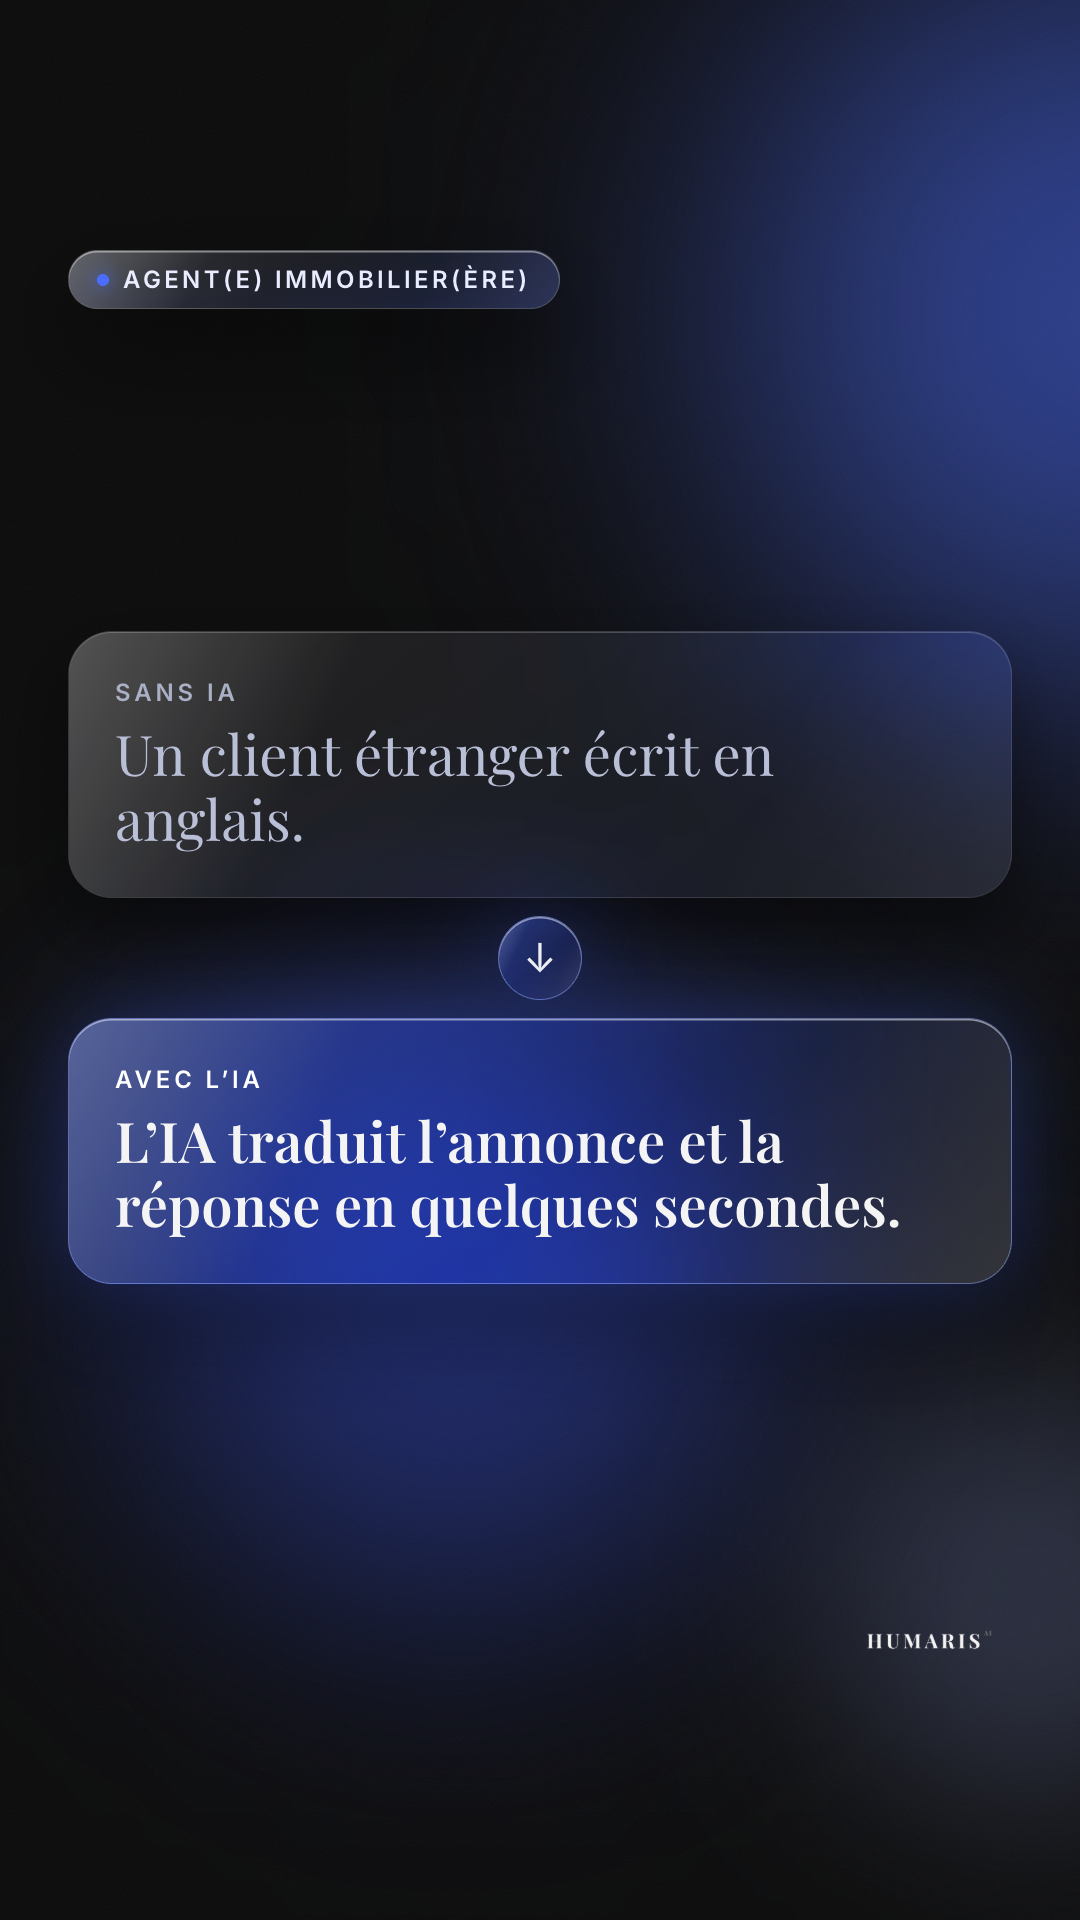 AGENT(E) IMMOBILIER(ÈRE)
SANS IA
Un client étranger écrit en
anglais.
AVEC L’IA
L’IA traduit l’annonce et la
réponse en quelques secondes.
HUMARIS AI